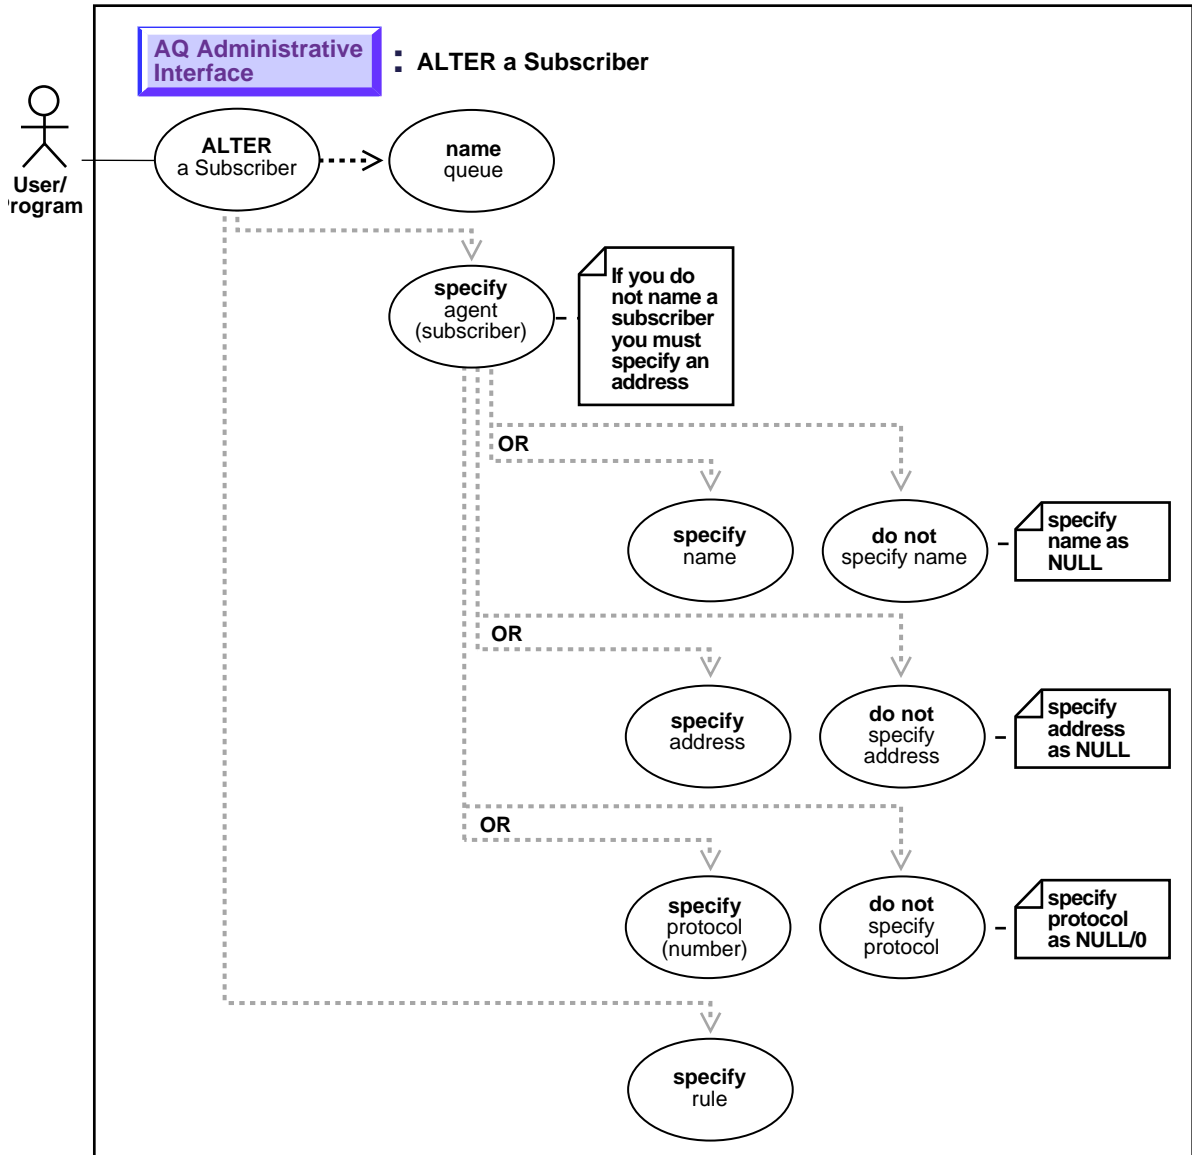 AQ Administrative
Interface
: ALTER a Subscriber
User/
rogram
ALTER
a Subscriber
name
queue
specify
agent
(subscriber)
If you do
not name a
subscriber
you must
specify an
address
OR
specify
name
do not
specify name
specify
name as
NULL
OR
specify
address
do not
specify
address
specify
address
as NULL
OR
specify
protocol
(number)
do not
specify
protocol
specify
protocol
as NULL/0
specify
rule